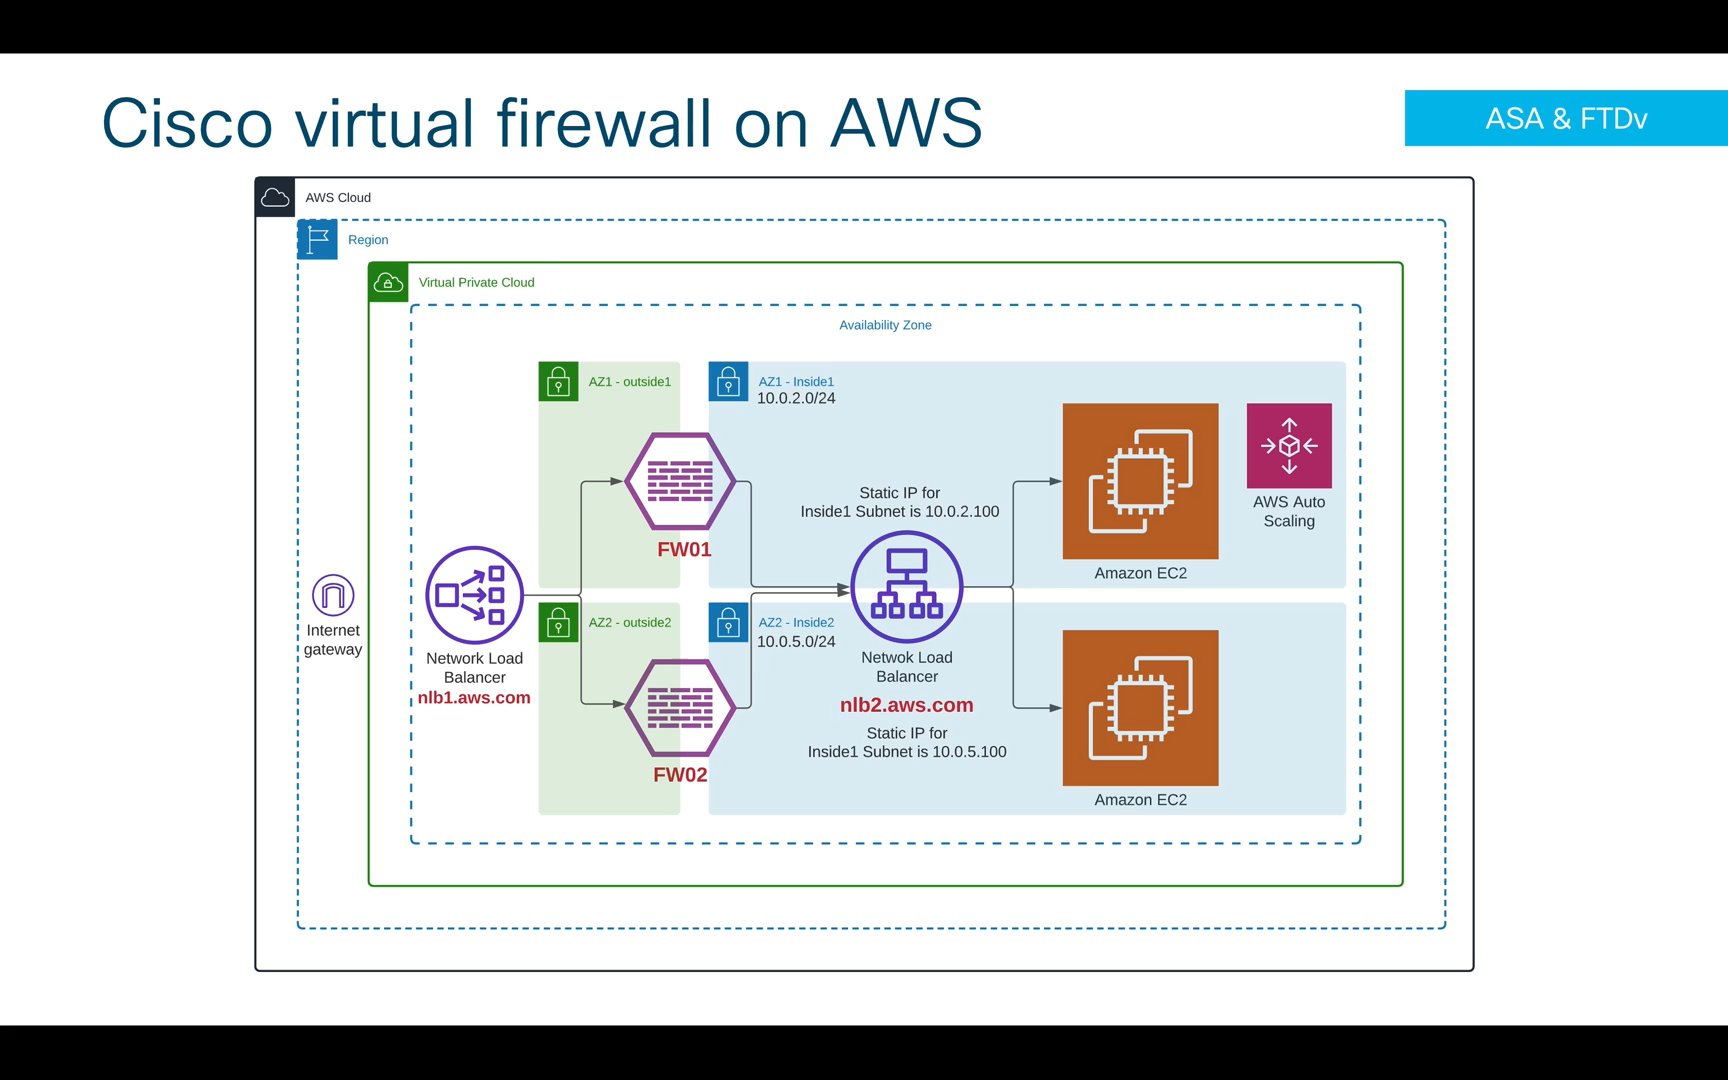 Cisco virtual firewall on AWS
ASA & FTDv
AWS Cloud
Region
Virtual Private Cloud
Availability Zone
AZ1 - outside1
AZ1 - Inside1
10.0.2.0/24
Static IP for
Inside1 Subnet is 10.0.2.100
AWS Auto
Scaling
FW01
Amazon EC2
Internet
gateway
Network Load
Balancer
nlb1.aws.com
AZ2 - outside2
AZ2 - Inside2
10.0.5.0/24
Netwok Load
Balancer
nlb2.aws.com
Static IP for
Inside1 Subnet is 10.0.5.100
FW02
Amazon EC2